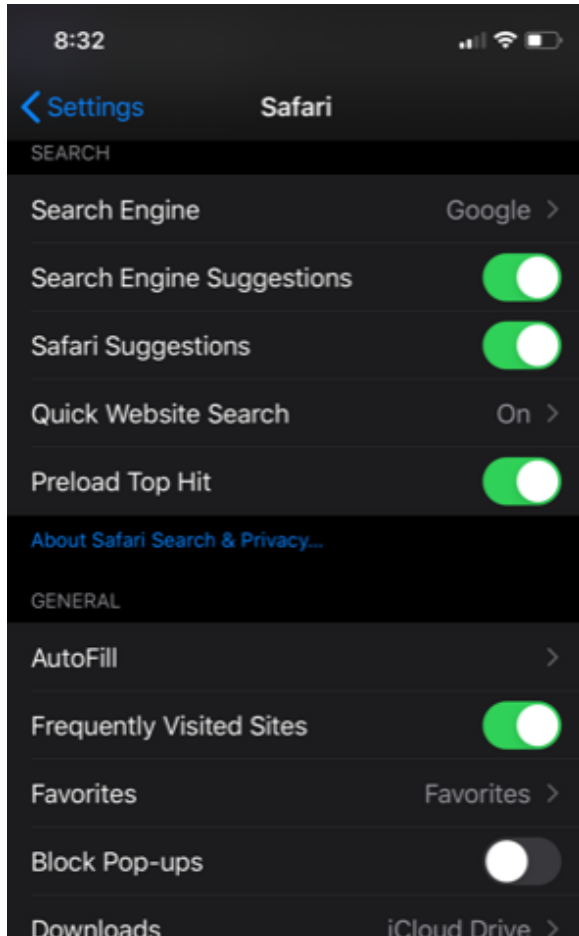 8:32
Settings
Safari
SEARCH
Search Engine Google
Search Engine Suggestions
Safari Suggestions
Quick Website Search On
Preload Top Hit
About Safari Search & Privacy...
GENERAL
AutoFill
Frequently Visited Sites
Favorites Favorites
Block Pop-ups
Downloads iCloud Drive